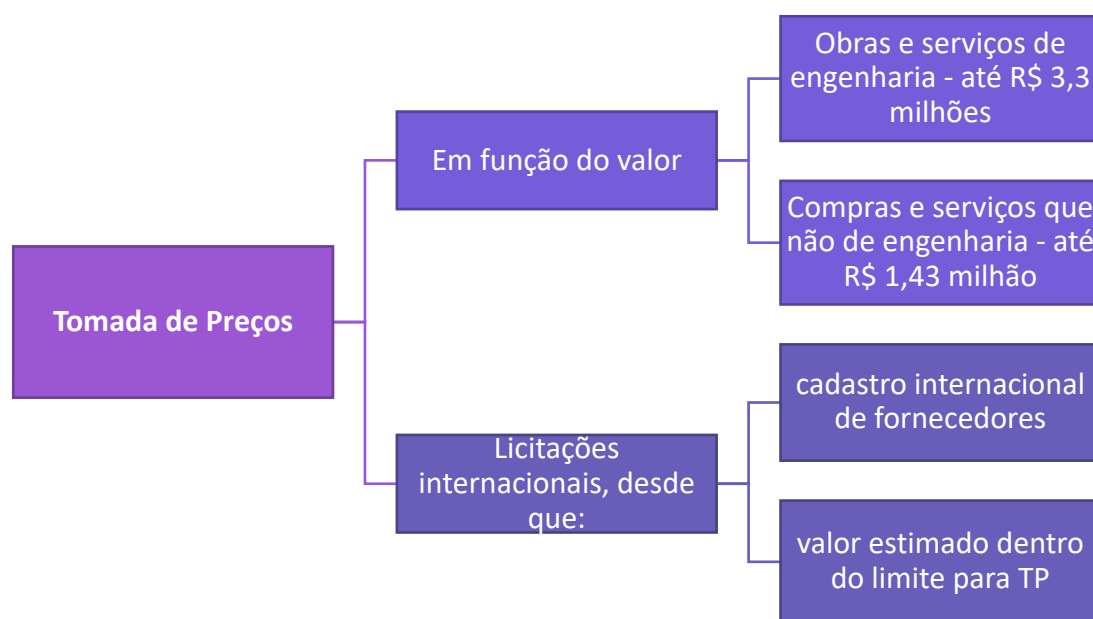 Obras e serviços de
engenharia - até R$ 3,3
milhões
Em função do valor
Compras e serviços que
não de engenharia - até
R$ 1,43 milhão
Tomada de Preços
cadastro internacional
de fornecedores
Licitações
internacionais, desde
que:
valor estimado dentro
do limite para TP